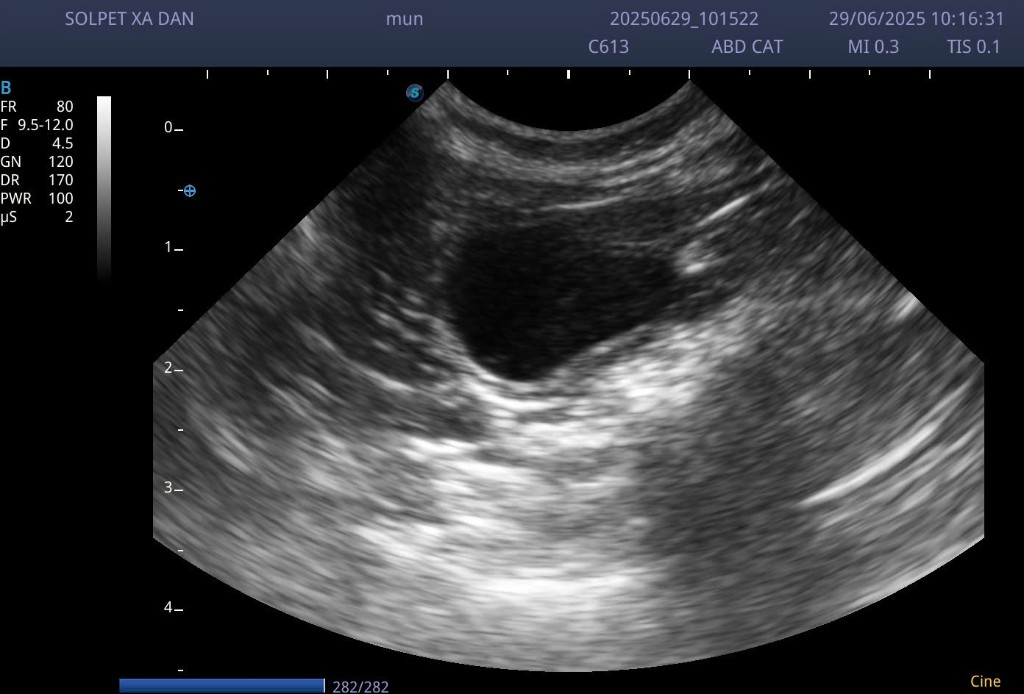 SOLPET XA DAN mun 20250629_101522 29/06/2025 10:16:31
C613 ABD CAT MI 0.3 TIS 0.1
B
FR 80
F 9.5-12.0
D 4.5
GN 120
DR 170
PWR 100
µS 2
S
0
1
2
3
4
282/282
Cine